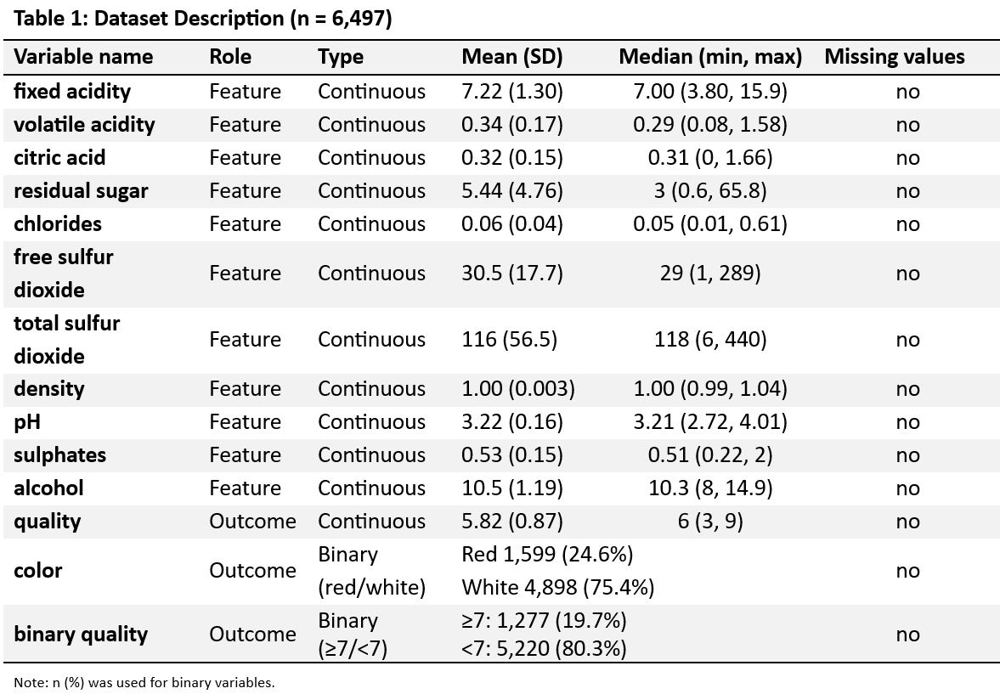 Table 1: Dataset Description (n = 6,497)
Variable name Role Type Mean (SD) Median (min, max) Missing values
fixed acidity Feature Continuous 7.22 (1.30) 7.00 (3.80, 15.9) no
volatile acidity Feature Continuous 0.34 (0.17) 0.29 (0.08, 1.58) no
citric acid Feature Continuous 0.32 (0.15) 0.31 (0, 1.66) no
residual sugar Feature Continuous 5.44 (4.76) 3 (0.6, 65.8) no
chlorides Feature Continuous 0.06 (0.04) 0.05 (0.01, 0.61) no
free sulfur
dioxide Feature Continuous 30.5 (17.7) 29 (1, 289) no
total sulfur
dioxide Feature Continuous 116 (56.5) 118 (6, 440) no
density Feature Continuous 1.00 (0.003) 1.00 (0.99, 1.04) no
pH Feature Continuous 3.22 (0.16) 3.21 (2.72, 4.01) no
sulphates Feature Continuous 0.53 (0.15) 0.51 (0.22, 2) no
alcohol Feature Continuous 10.5 (1.19) 10.3 (8, 14.9) no
quality Outcome Continuous 5.82 (0.87) 6 (3, 9) no
color Outcome Binary Red 1,599 (24.6%) no
(red/white) White 4,898 (75.4%)
binary quality Outcome Binary ≥7: 1,277 (19.7%) no
(≥7/<7) <7: 5,220 (80.3%)
Note: n (%) was used for binary variables.